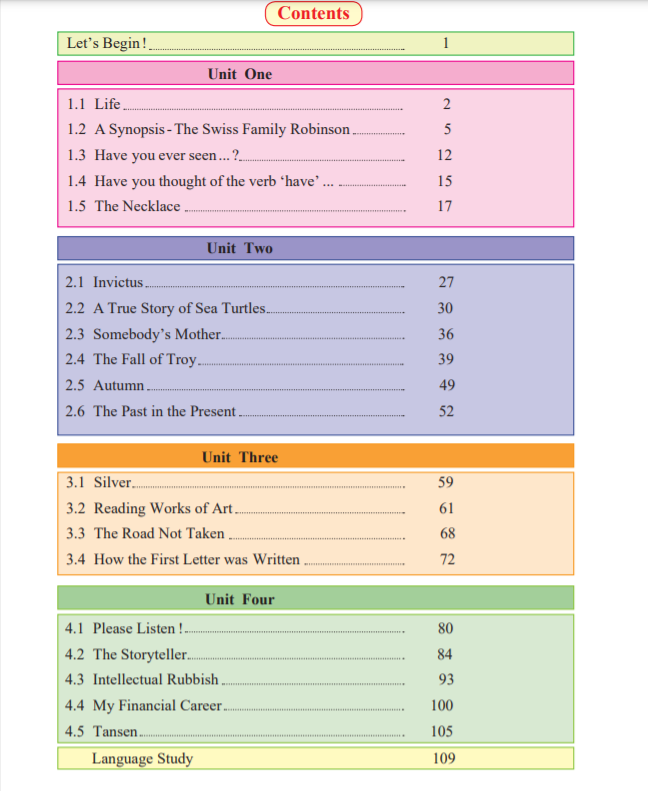 Contents
Let's Begin! 1
Unit One
1.1 Life 2
1.2 A Synopsis - The Swiss Family Robinson 5
1.3 Have you ever seen ... ? 12
1.4 Have you thought of the verb ‘have’ ... 15
1.5 The Necklace 17
Unit Two
2.1 Invictus 27
2.2 A True Story of Sea Turtles 30
2.3 Somebody’s Mother 36
2.4 The Fall of Troy 39
2.5 Autumn 49
2.6 The Past in the Present 52
Unit Three
3.1 Silver 59
3.2 Reading Works of Art 61
3.3 The Road Not Taken 68
3.4 How the First Letter was Written 72
Unit Four
4.1 Please Listen ! 80
4.2 The Storyteller 84
4.3 Intellectual Rubbish 93
4.4 My Financial Career 100
4.5 Tansen 105
Language Study 109